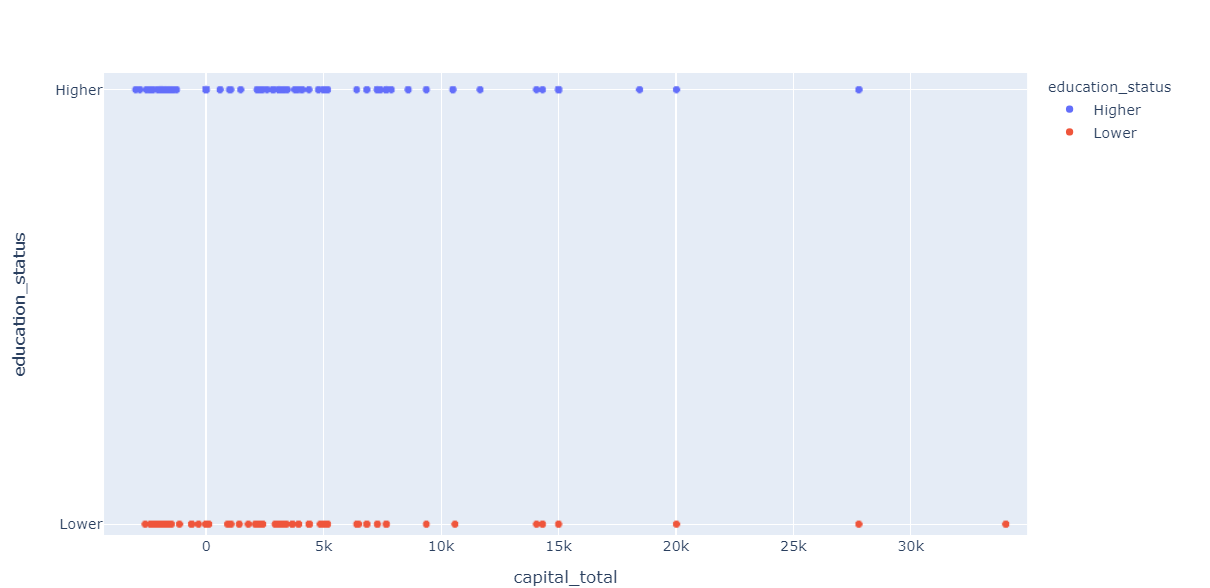 education_status
Higher
Lower
education_status
Higher
Lower
0
5k
10k
15k
20k
25k
30k
capital_total